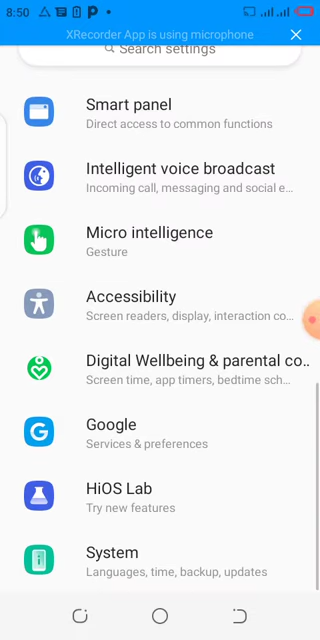 8:50
XRecorder App is using microphone
Search settings
Smart panel
Direct access to common functions
Intelligent voice broadcast
Incoming call, messaging and social e...
Micro intelligence
Gesture
Accessibility
Screen readers, display, interaction co...
Digital Wellbeing & parental co..
Screen time, app timers, bedtime sch...
Google
Services & preferences
HiOS Lab
Try new features
System
Languages, time, backup, updates